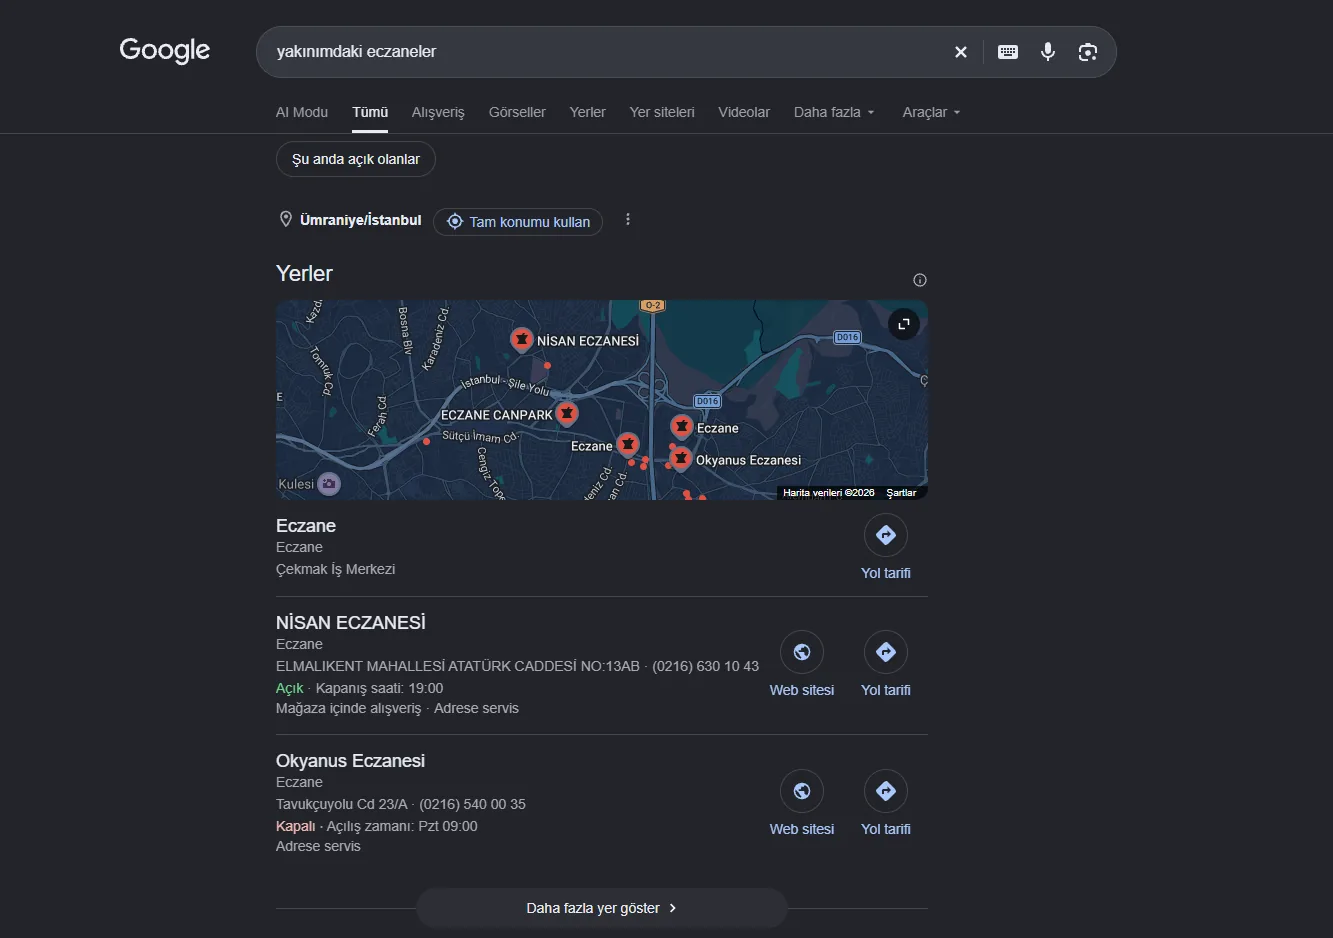 Google
yakınımdaki eczaneler
AI Modu Tümü Alışveriş Görseller Yerler Yer siteleri Videolar Daha fazla Araçlar
Şu anda açık olanlar
Ümraniye/İstanbul Tam konumu kullan
Yerler
O-2
Bosna Blv
Karadeniz Cd.
NİSAN ECZANESİ
D016
Tomruk Cd.
İstanbul - Şile Yolu
D016
Ferah Cd.
ECZANE CANPARK
Eczane
Sütçü İmam Cd.
Eczane
Okyanus Eczanesi
Kulesi
Harita verileri ©2026 Şartlar
Eczane
Eczane
Çekmak İş Merkezi
Yol tarifi
NİSAN ECZANESİ
Eczane
ELMALIKENT MAHALLESİ ATATÜRK CADDESİ NO:13AB · (0216) 630 10 43
Açık · Kapanış saati: 19:00
Mağaza içinde alışveriş · Adrese servis
Web sitesi Yol tarifi
Okyanus Eczanesi
Eczane
Tavukçuyolu Cd 23/A · (0216) 540 00 35
Kapalı · Açılış zamanı: Pzt 09:00
Adrese servis
Web sitesi Yol tarifi
Daha fazla yer göster